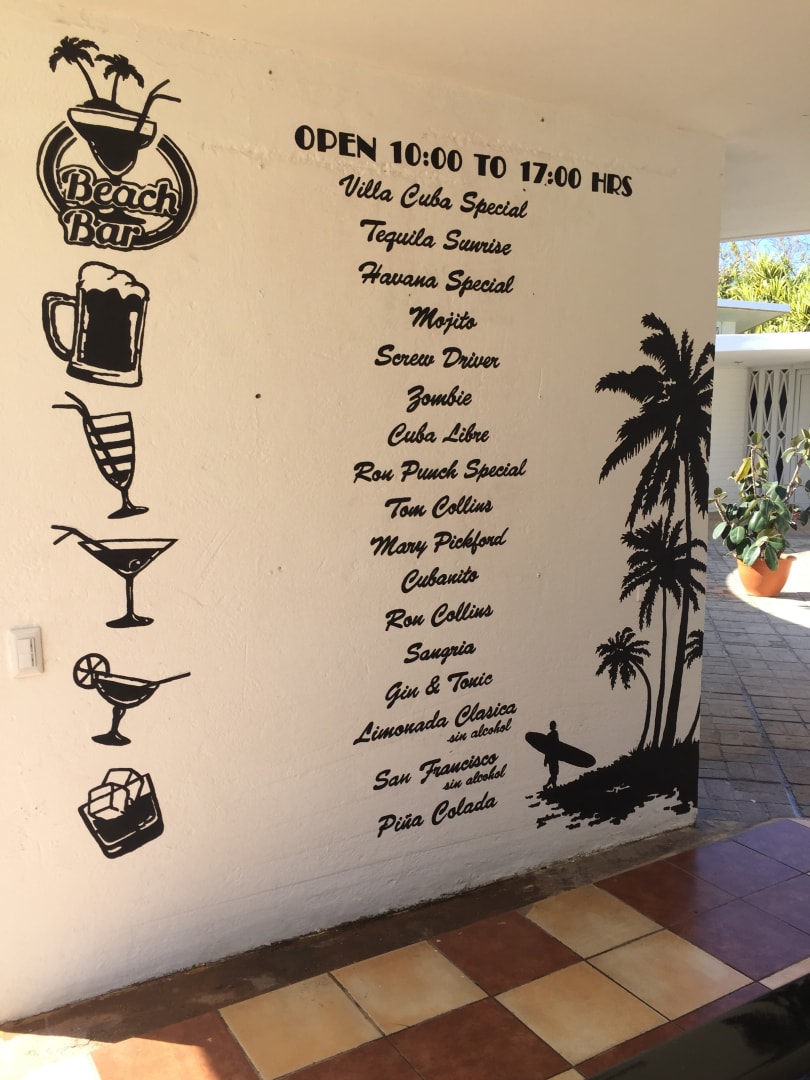 Beach
Bar
OPEN 10:00 TO 17:00 HRS
Villa Cuba Special
Tequila Sunrise
Havana Special
Mojito
Screw Driver
Zombie
Cuba Libre
Ron Punch Special
Tom Collins
Mary Pickford
Cubanito
Ron Collins
Sangria
Gin & Tonic
Limonada Clasica
sin alcohol
San Francisco
sin alcohol
Piña Colada